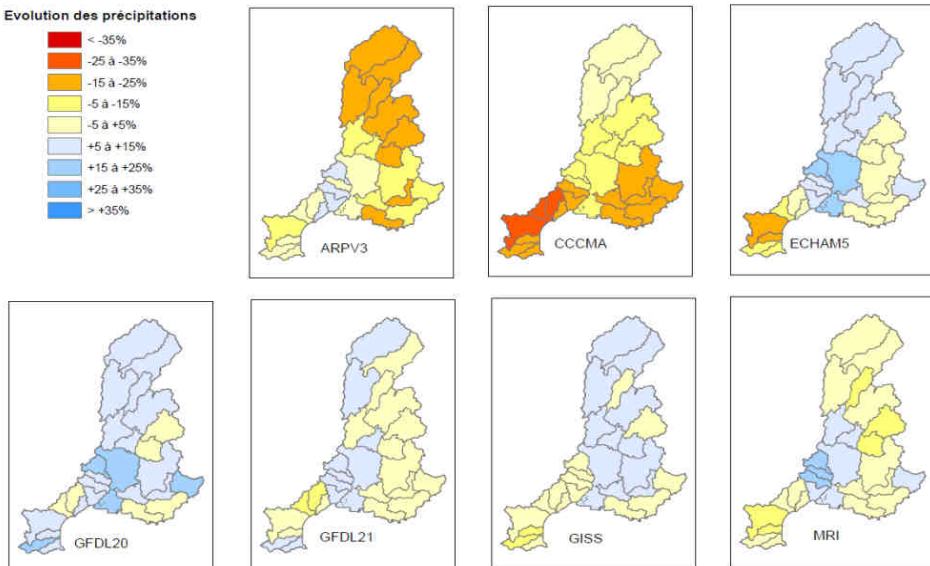 Evolution des précipitations
< -35%
-25 à -35%
-15 à -25%
-5 à -15%
-5 à +5%
+5 à +15%
+15 à +25%
+25 à +35%
> +35%
ARPV3
CCCMA
ECHAM5
GFDL20
GFDL21
GISS
MRI